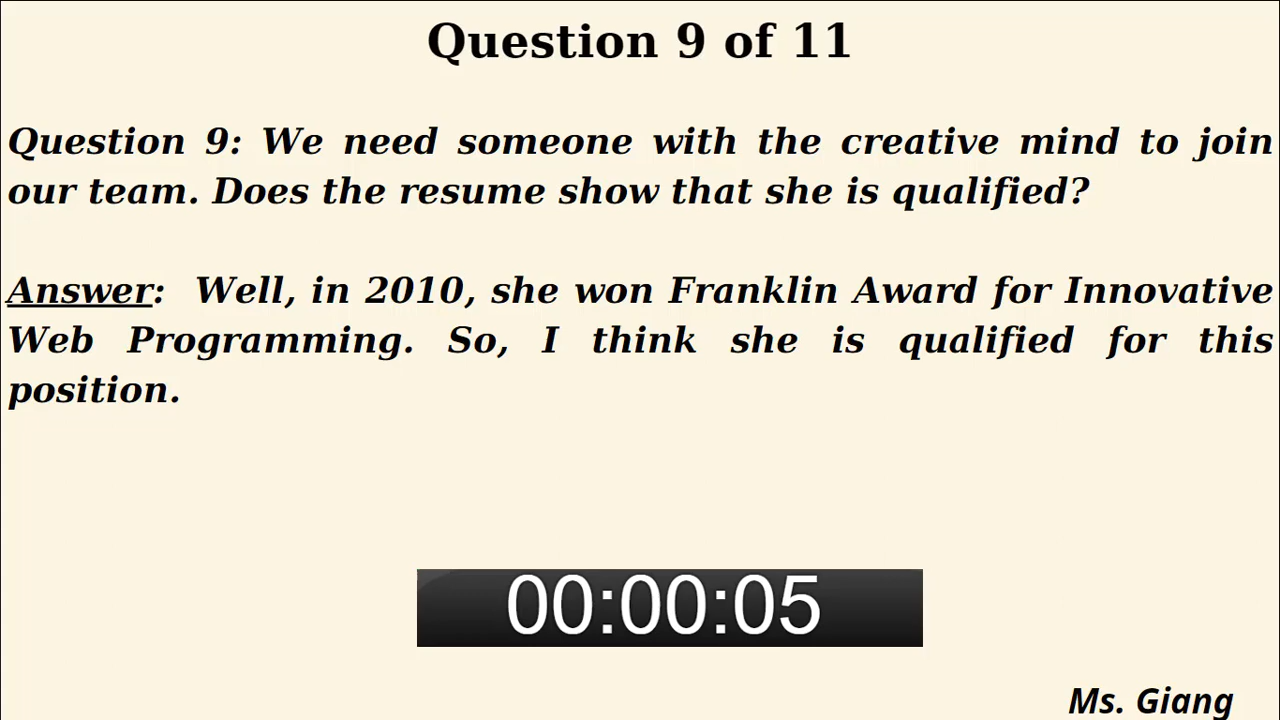 Question 9 of 11
Question 9: We need someone with the creative mind to join
our team. Does the resume show that she is qualified?
Answer: Well, in 2010, she won Franklin Award for Innovative
Web Programming. So, I think she is qualified for this
position.
00:00:05
Ms. Giang